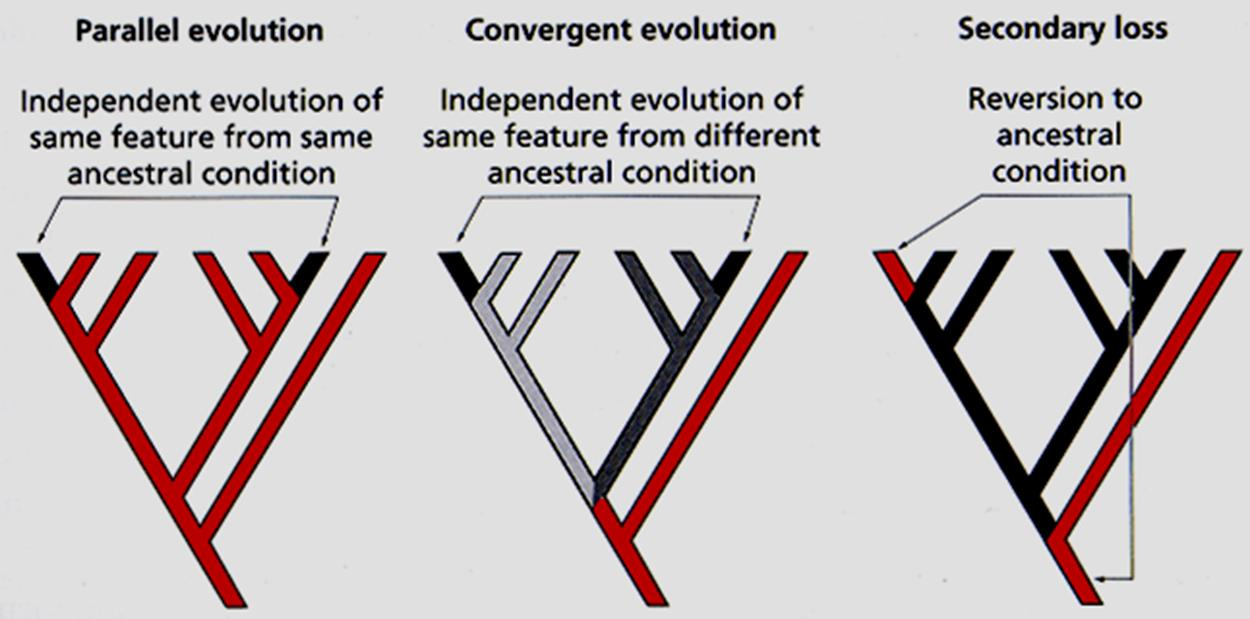 Parallel evolution
Independent evolution of
same feature from same
ancestral condition
Convergent evolution
Independent evolution of
same feature from different
ancestral condition
Secondary loss
Reversion to
ancestral
condition